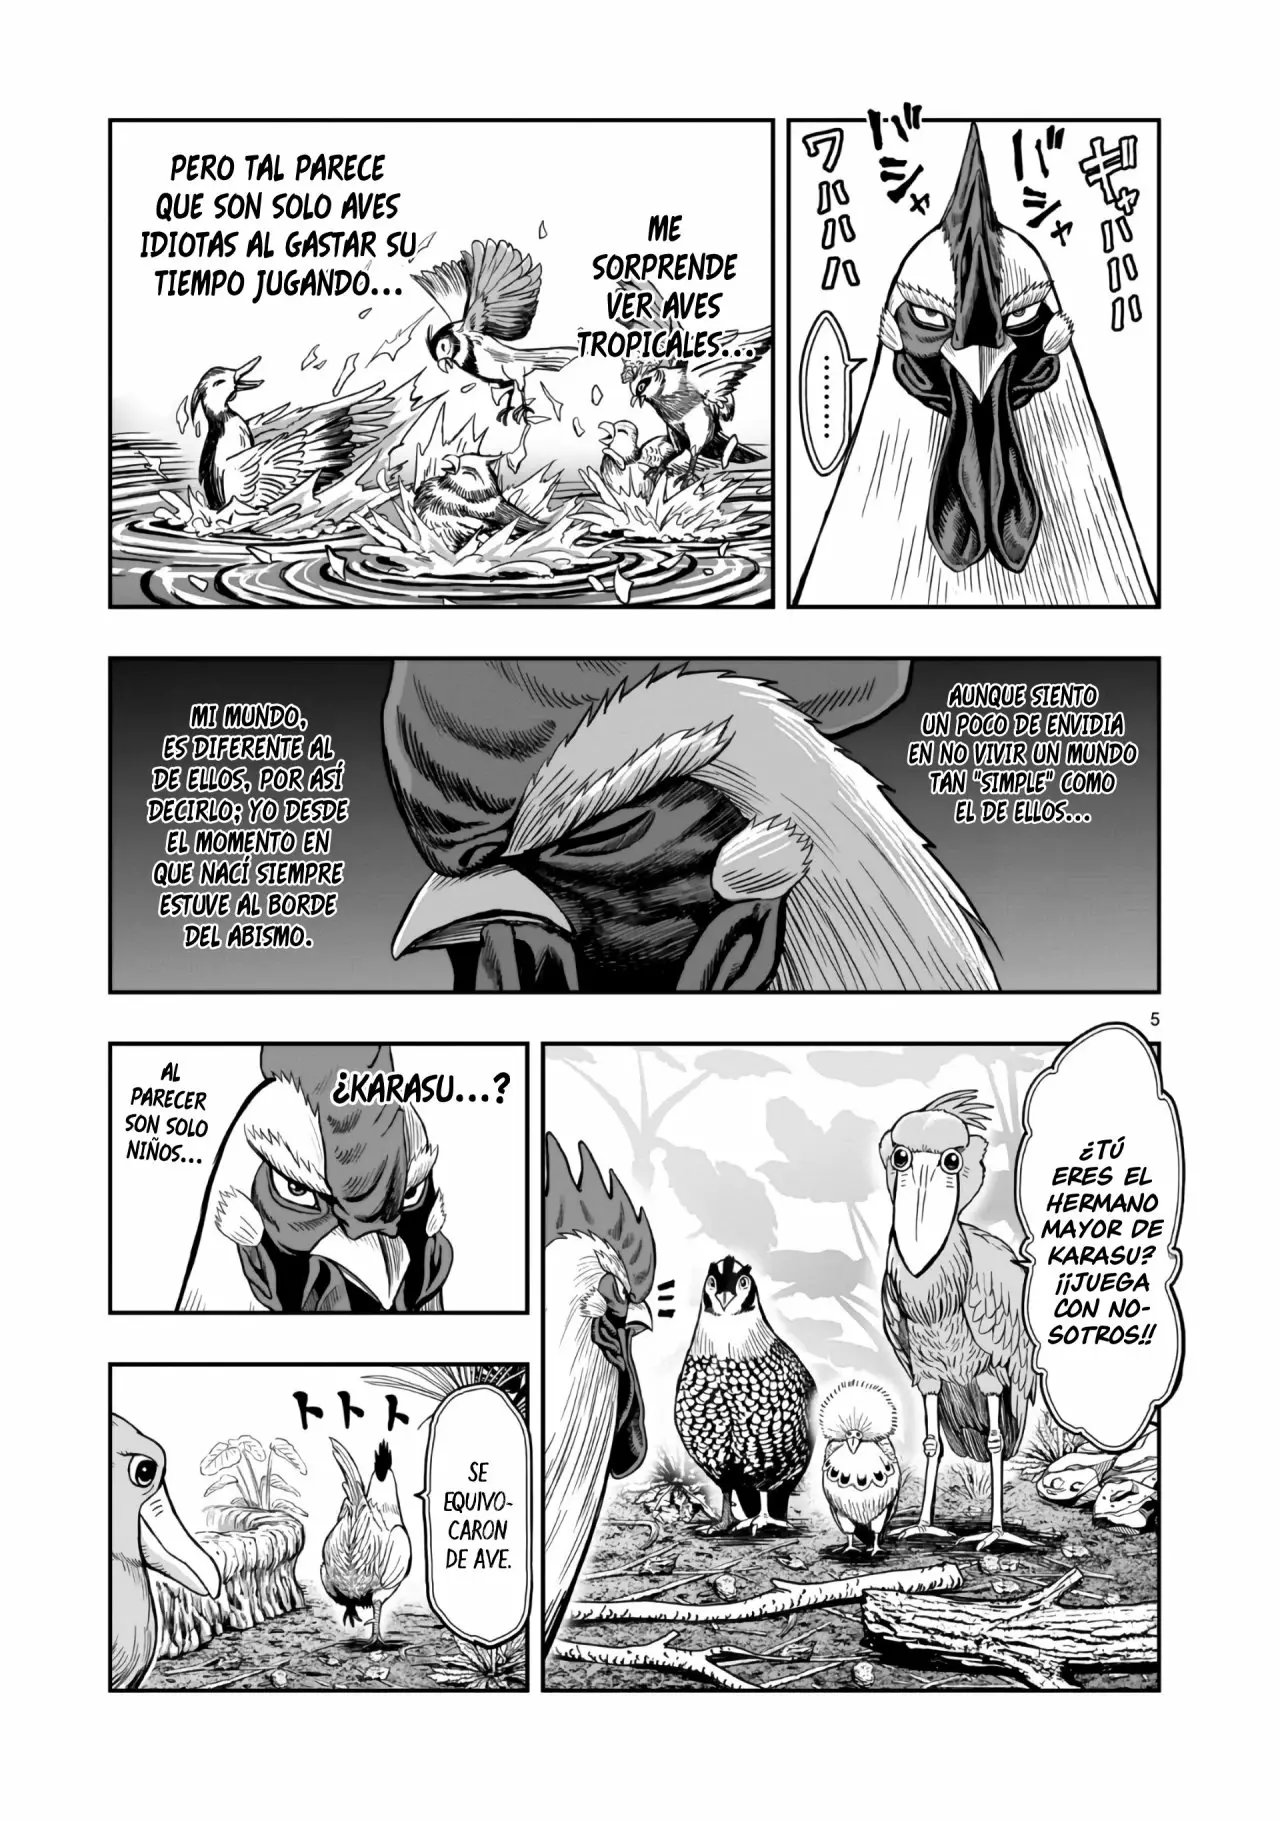 ギャハハハ
バシャ
バシャ
ワハハハハ
………
ME
SORPRENDE
VER AVES
TROPICALES...
PERO TAL PARECE
QUE SON SOLO AVES
IDIOTAS AL GASTAR SU
TIEMPO JUGANDO...
AUNQUE SIENTO
UN POCO DE ENVIDIA
EN NO VIVIR UN MUNDO
TAN "SIMPLE" COMO
EL DE ELLOS...
MI MUNDO,
ES DIFERENTE AL
DE ELLOS, POR ASÍ
DECIRLO; YO DESDE
EL MOMENTO EN
QUE NACÍ SIEMPRE
ESTUVE AL BORDE
DEL ABISMO.
5
¿TÚ
ERES EL
HERMANO
MAYOR DE
KARASU?
¡¡JUEGA
CON NO-
SOTROS!!
¿KARASU...?
AL
PARECER
SON SOLO
NIÑOS...
SE
EQUIVO-
CARON
DE AVE.
トトト